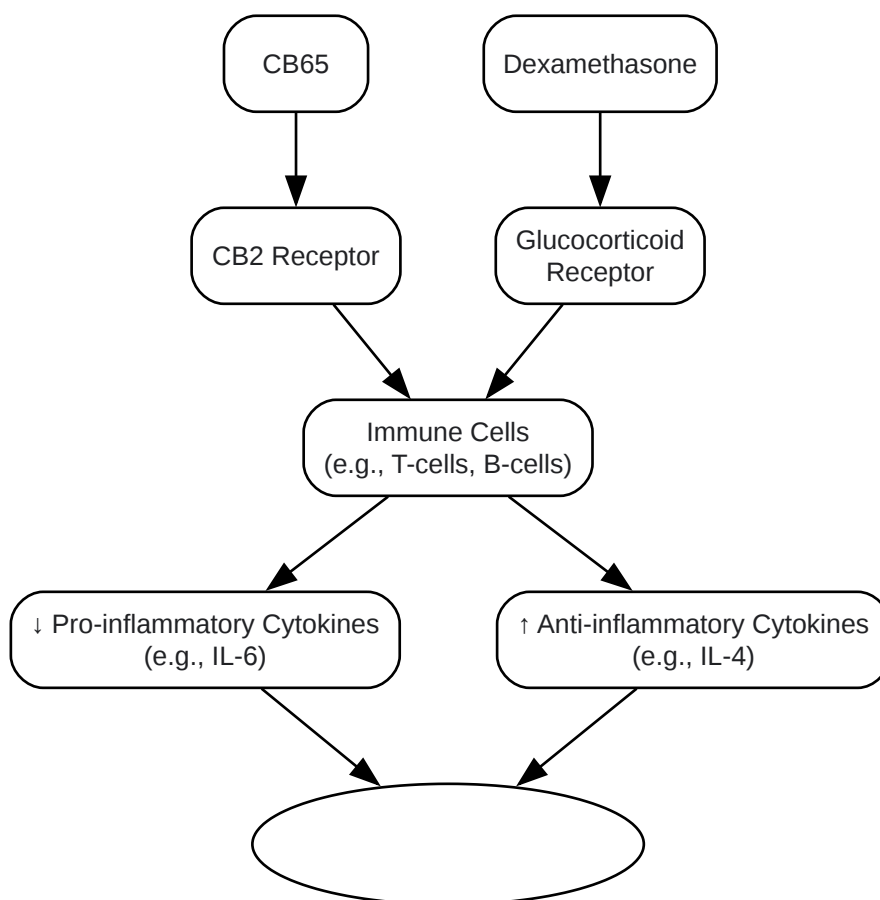 CB65
Dexamethasone
CB2 Receptor
Glucocorticoid
Receptor
Immune Cells
(e.g., T-cells, B-cells)
↓ Pro-inflammatory Cytokines
(e.g., IL-6)
↑ Anti-inflammatory Cytokines
(e.g., IL-4)